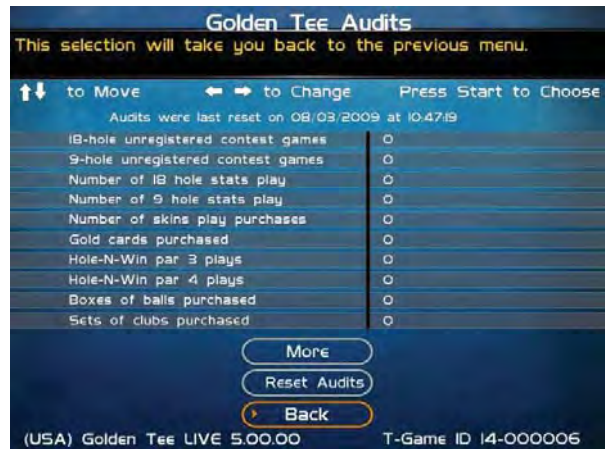 Golden Tee Audits
This selection will take you back to the previous menu.
to Move to Change Press Start to Choose
Audits were last reset on 08/03/2009 at 10:47:19
18-hole unregistered contest games 0
9-hole unregistered contest games 0
Number of 18 hole stats play 0
Number of 9 hole stats play 0
Number of skins play purchases 0
Gold cards purchased 0
Hole-N-Win par 3 plays 0
Hole-N-Win par 4 plays 0
Boxes of balls purchased 0
Sets of clubs purchased 0
More
Reset Audits
Back
(USA) Golden Tee LIVE 5.00.00 T-Game ID 14-000006